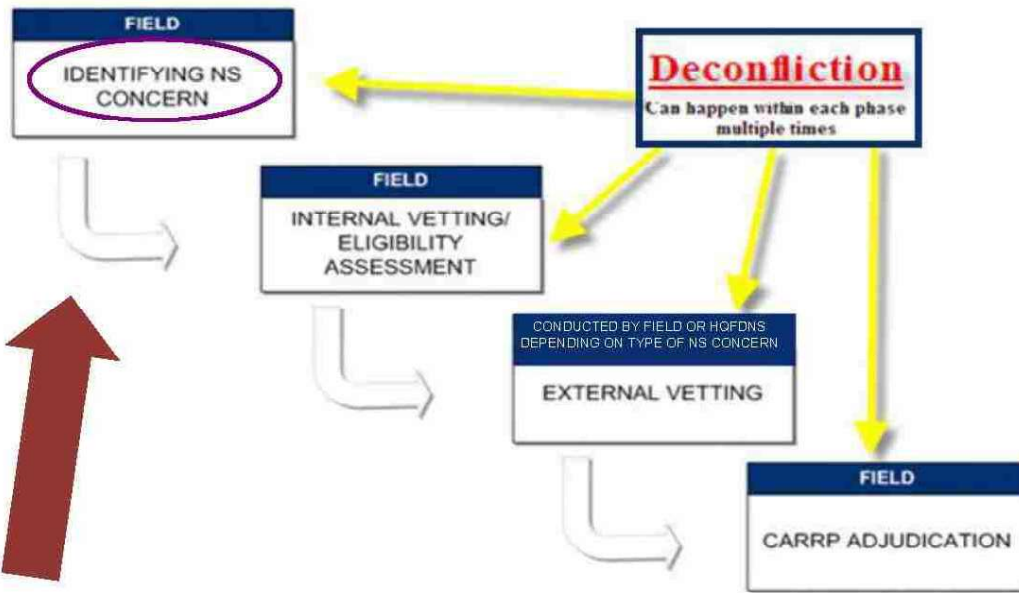 FIELD
IDENTIFYING NS
CONCERN
Deconfliction
Can happen within each phase
multiple times
FIELD
INTERNAL VETTING/
ELIGIBILITY
ASSESSMENT
CONDUCTED BY FIELD OR HQFDNS
DEPENDING ON TYPE OF NS CONCERN
EXTERNAL VETTING
FIELD
CARRP ADJUDICATION